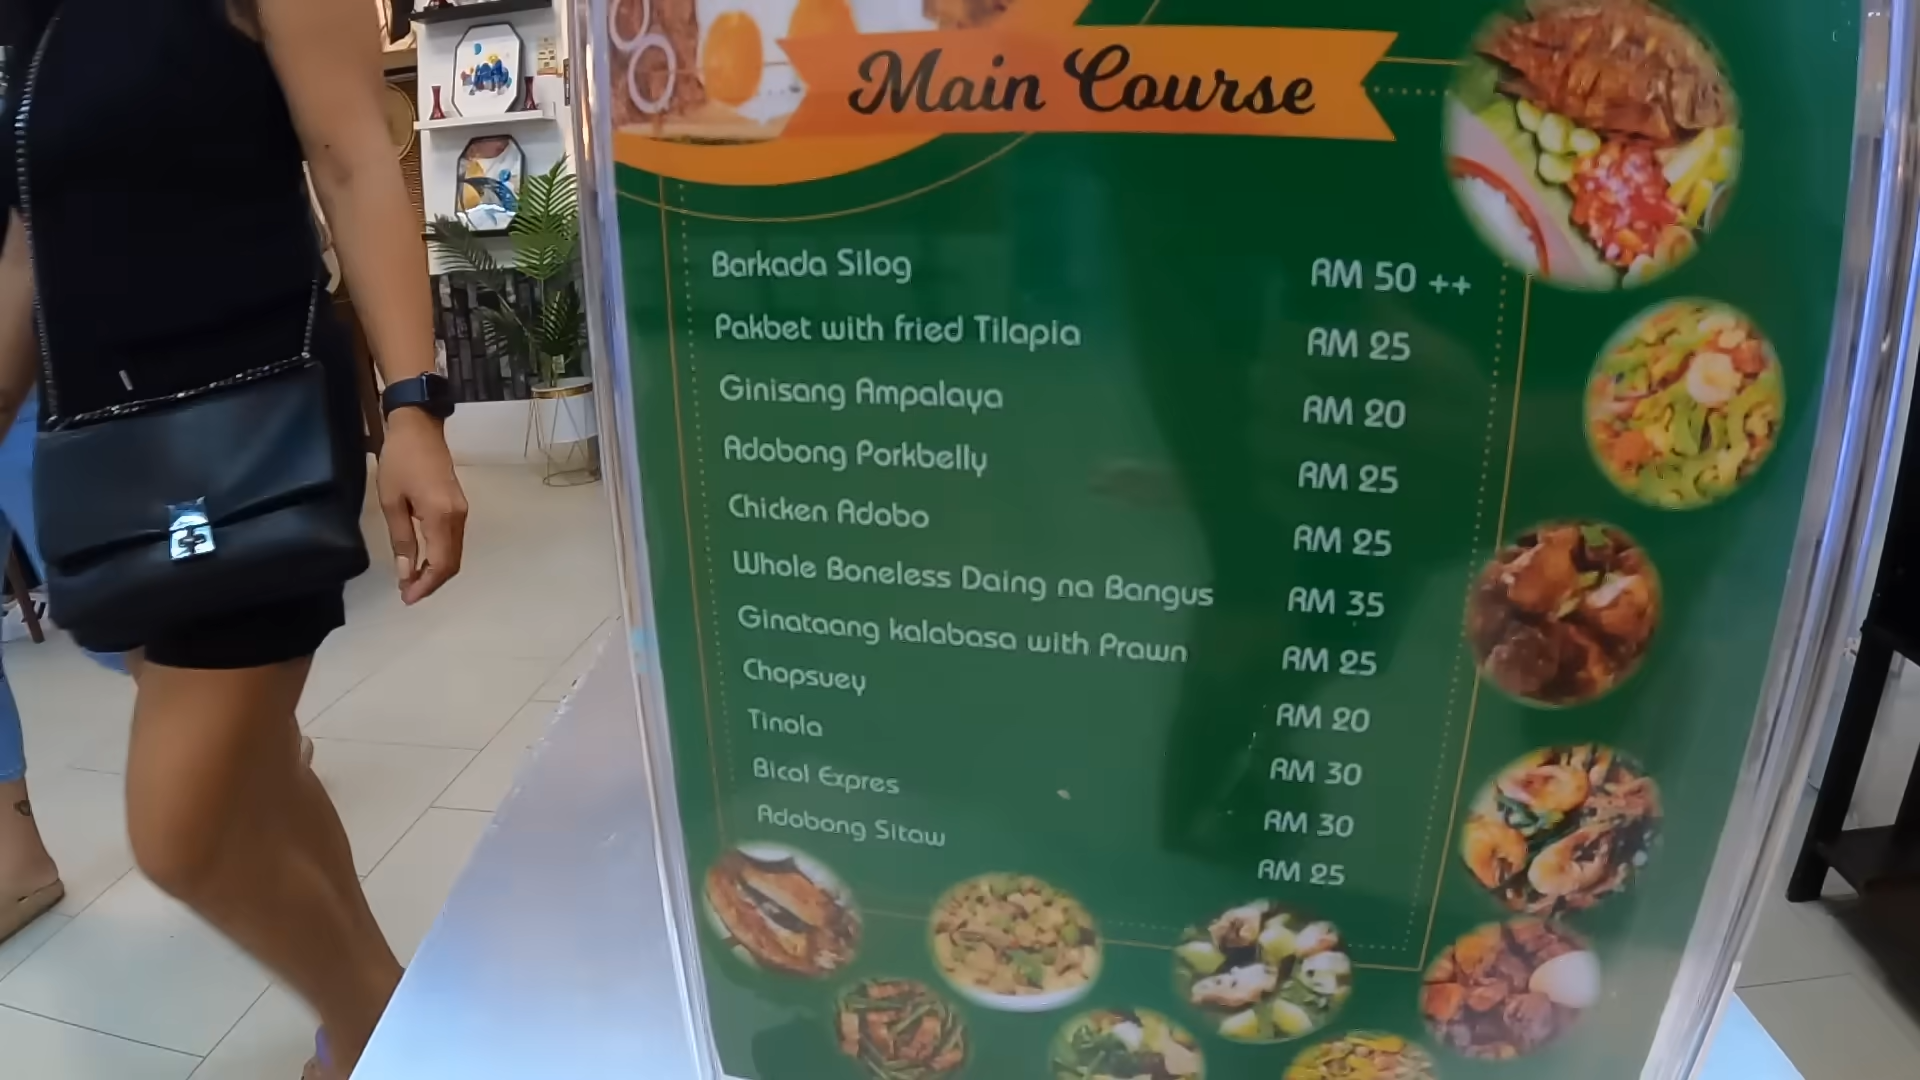 Main Course
Barkada Silog RM 50 ++
Pakbet with fried Tilapia RM 25
Ginisang Ampalaya RM 20
Adobong Porkbelly RM 25
Chicken Adobo RM 25
Whole Boneless Daing na Bangus RM 35
Ginataang kalabasa with Prawn RM 25
Chopsuey RM 20
Tinola RM 30
Bicol Expres RM 30
Adobong Sitaw RM 25